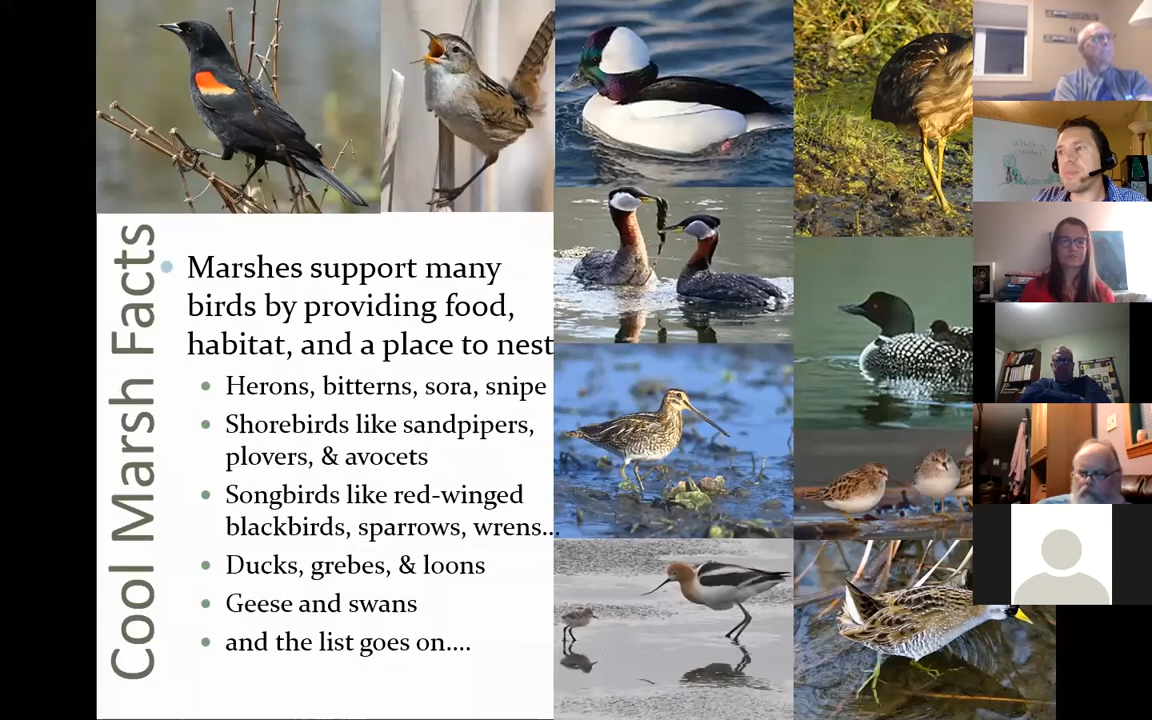 Cool Marsh Facts
Marshes support many
birds by providing food,
habitat, and a place to nest
Herons, bitterns, sora, snipe
Shorebirds like sandpipers,
plovers, & avocets
Songbirds like red-winged
blackbirds, sparrows, wrens...
Ducks, grebes, & loons
Geese and swans
and the list goes on....